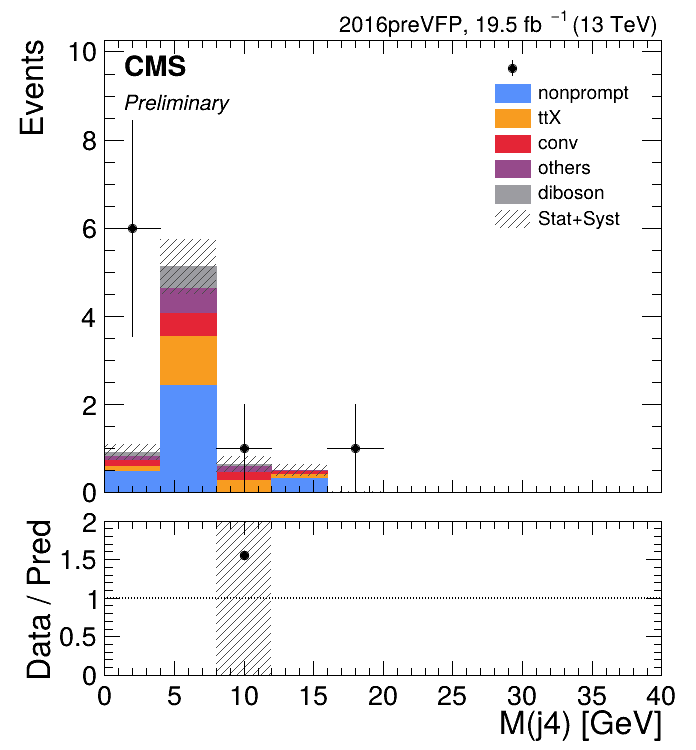 2016preVFP, 19.5 fb⁻¹ (13 TeV)
CMS
Preliminary
Events
10
8
6
4
2
0
nonprompt
ttX
conv
others
diboson
Stat+Syst
Data / Pred
2
1.5
1
0.5
0
0 5 10 15 20 25 30 35 40
M(j4) [GeV]